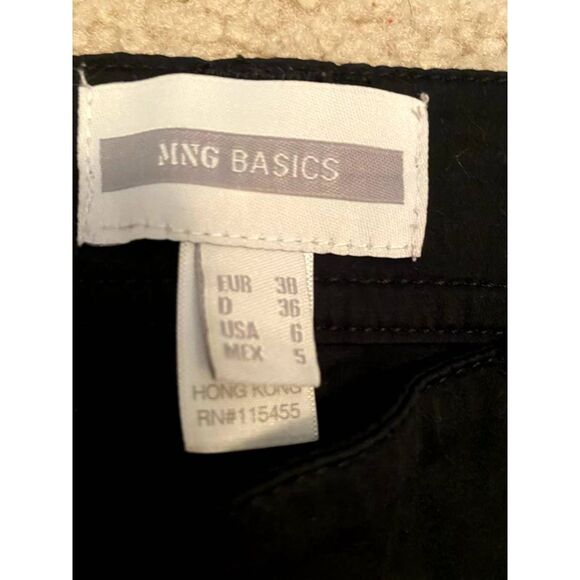 MNG BASICS
EUR 38
D 36
USA 6
MEX 5
HONG KONG
RN#115455